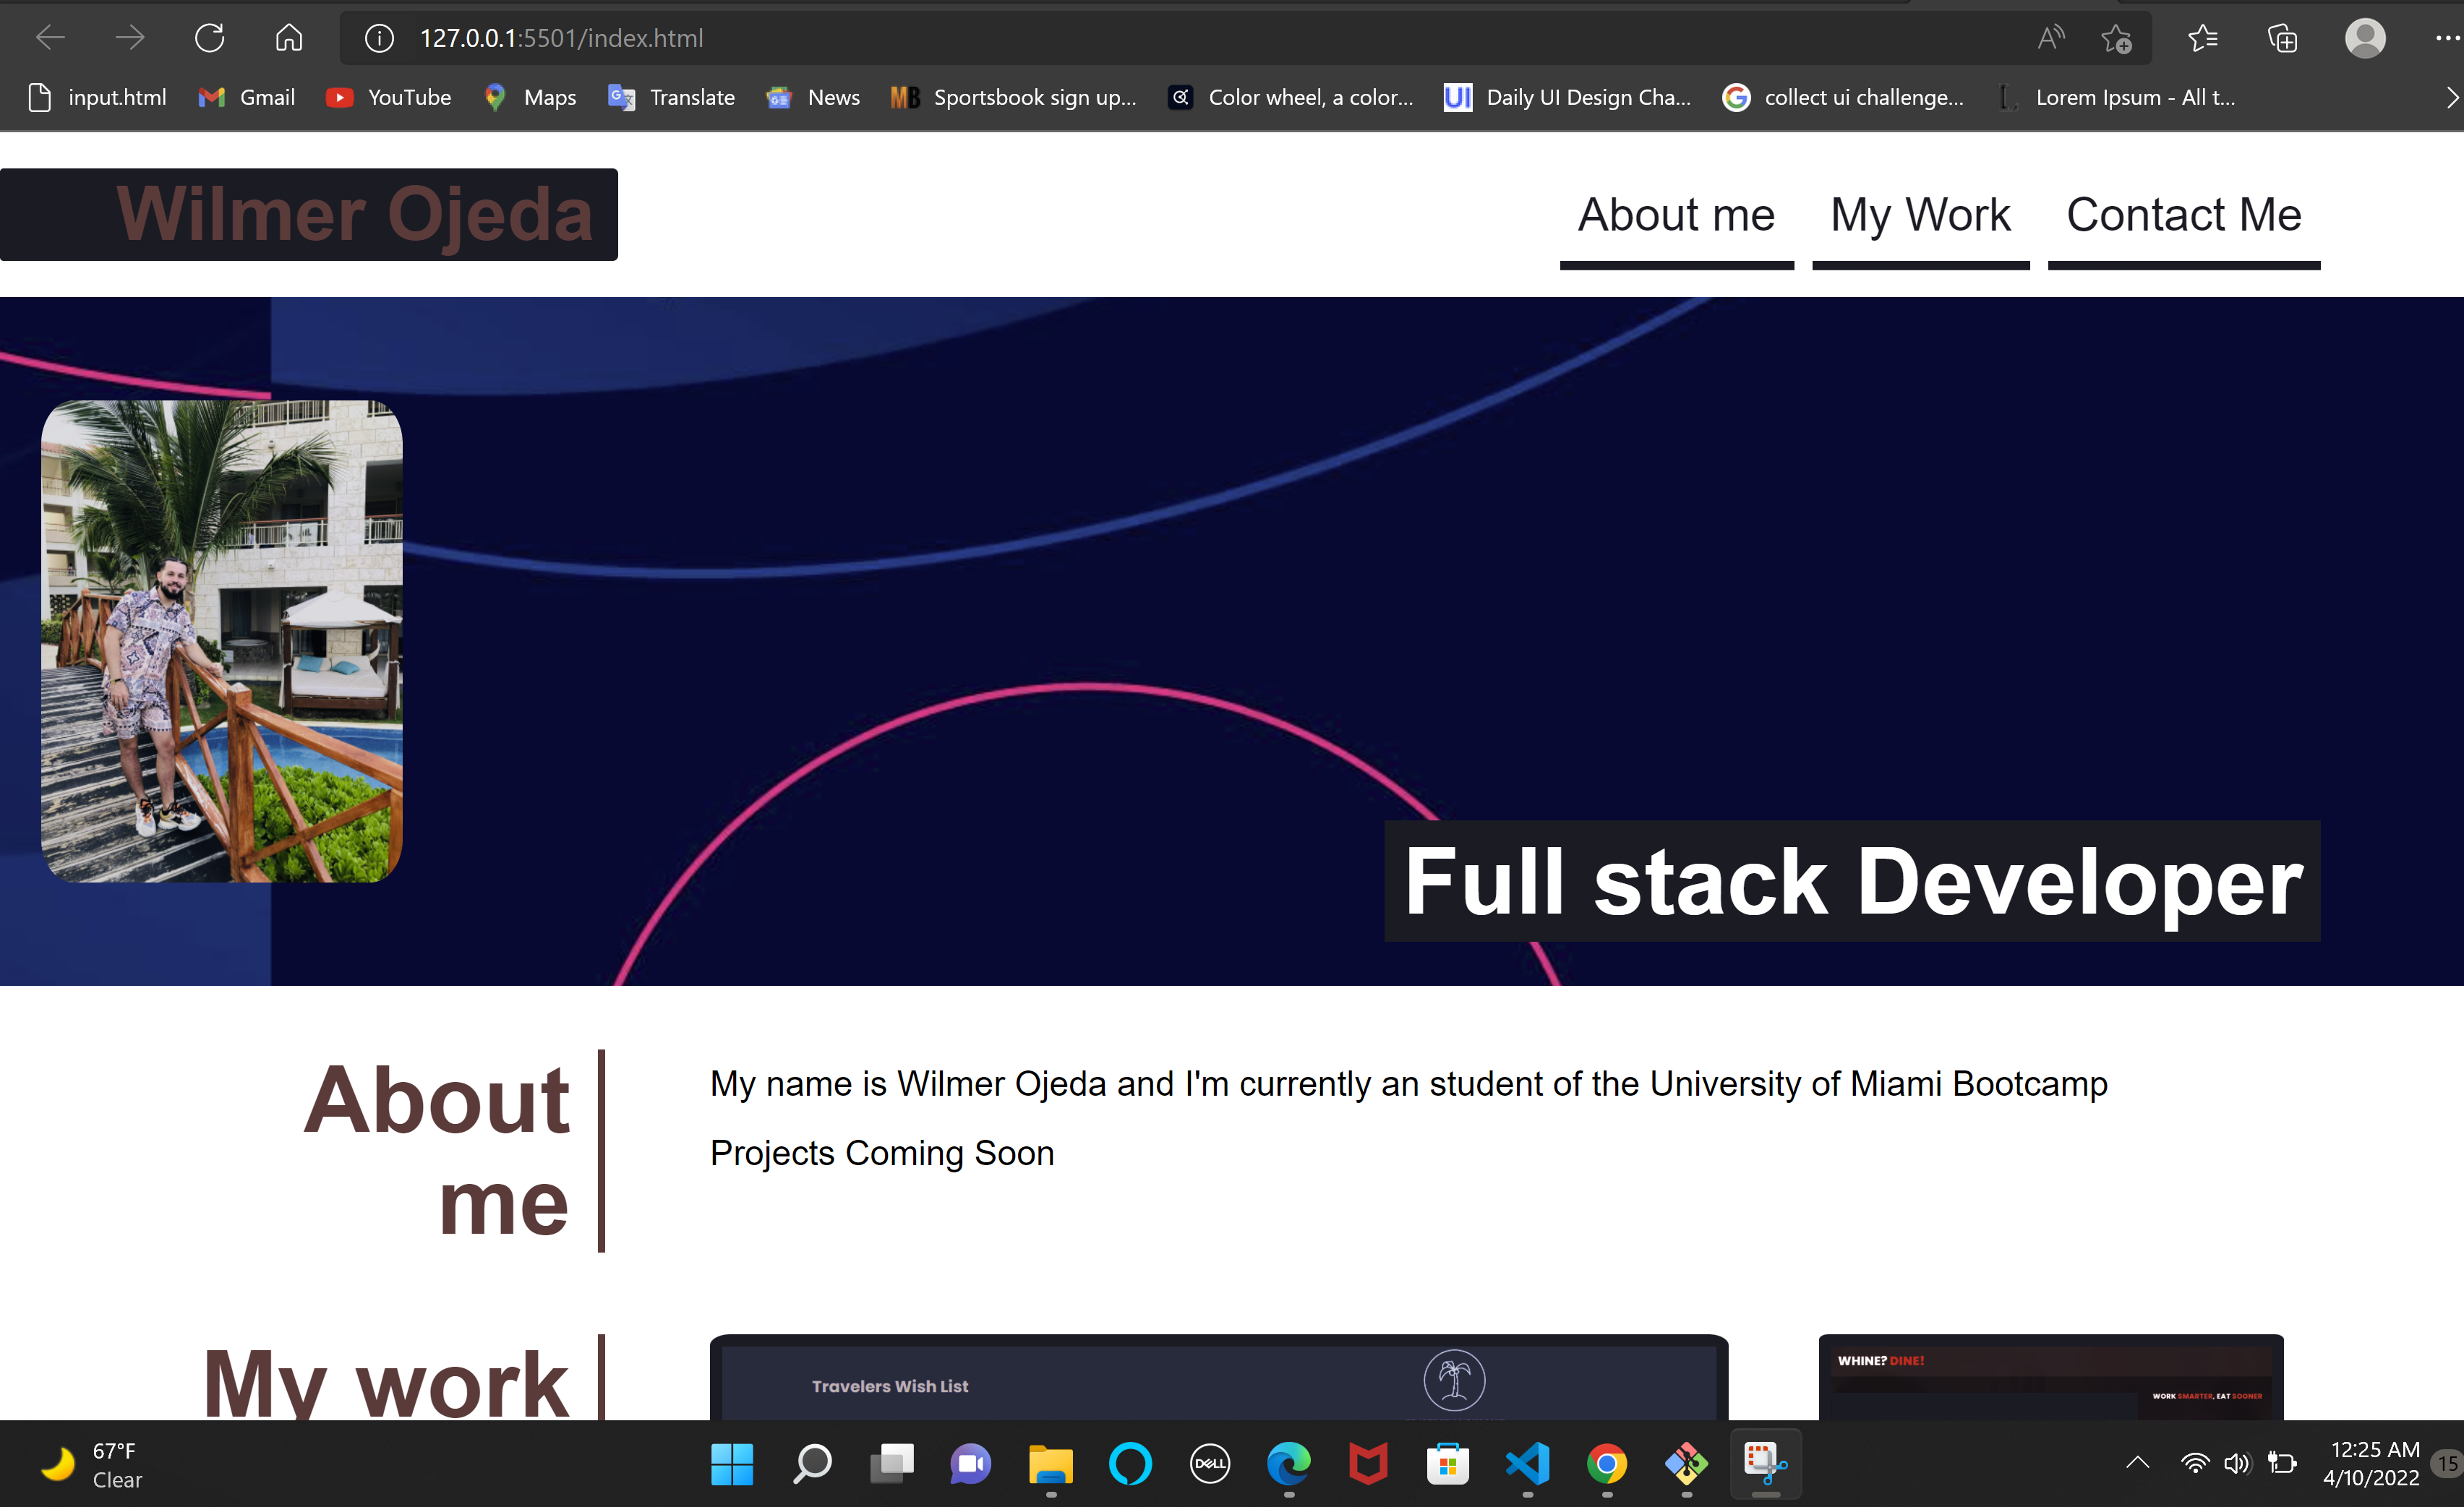 127.0.0.1:5501/index.html
input.html Gmail YouTube Maps Translate News Sportsbook sign up... Color wheel, a color... Daily UI Design Cha... collect ui challenge... Lorem Ipsum - All t...
Wilmer Ojeda
About me My Work Contact Me
Full stack Developer
About
me
My name is Wilmer Ojeda and I'm currently an student of the University of Miami Bootcamp
Projects Coming Soon
My work
Travelers Wish List
WHINE? DINE!
WORK SMARTER, EAT SOONER
67°F
Clear
DELL
12:25 AM
4/10/2022
15